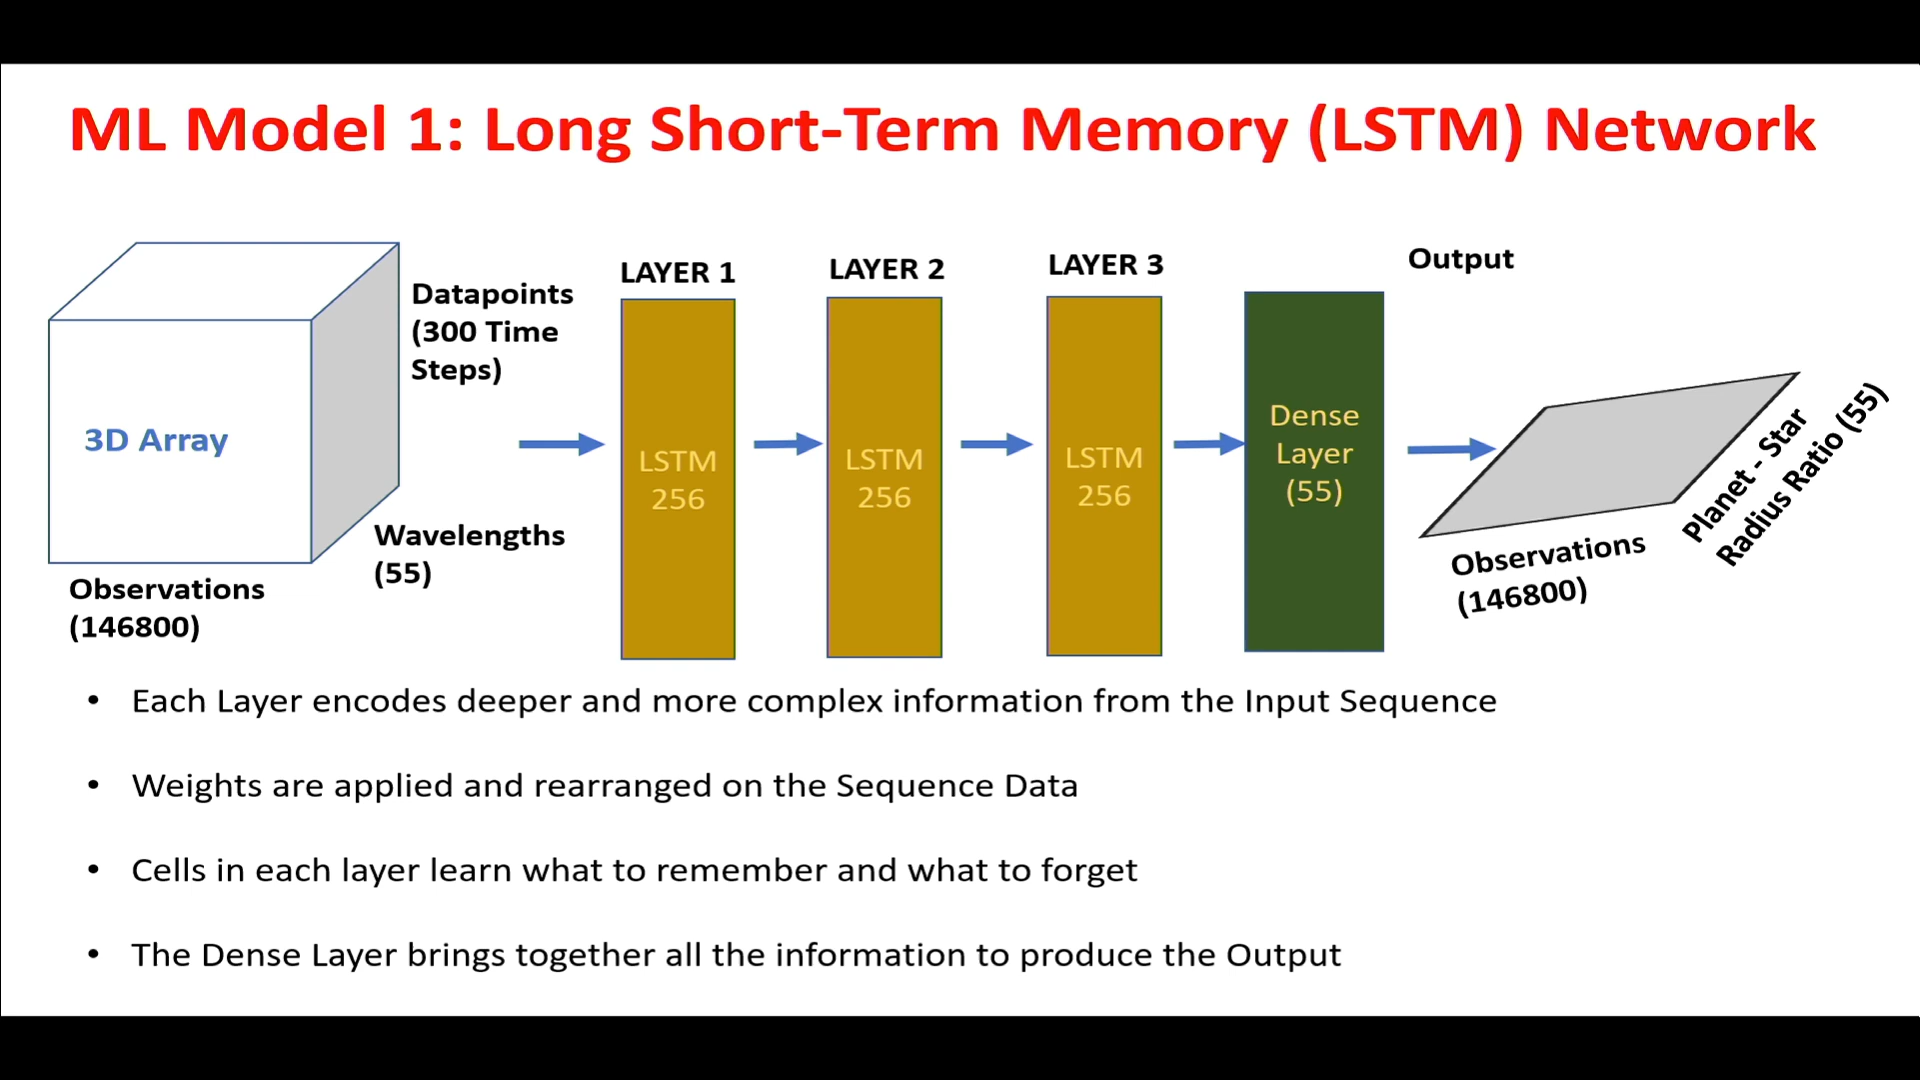 ML Model 1: Long Short-Term Memory (LSTM) Network
3D Array
Datapoints
(300 Time
Steps)
Wavelengths
(55)
Observations
(146800)
LAYER 1
LSTM
256
LAYER 2
LSTM
256
LAYER 3
LSTM
256
Dense
Layer
(55)
Output
Planet - Star
Radius Ratio (55)
Observations
(146800)
• Each Layer encodes deeper and more complex information from the Input Sequence
• Weights are applied and rearranged on the Sequence Data
• Cells in each layer learn what to remember and what to forget
• The Dense Layer brings together all the information to produce the Output